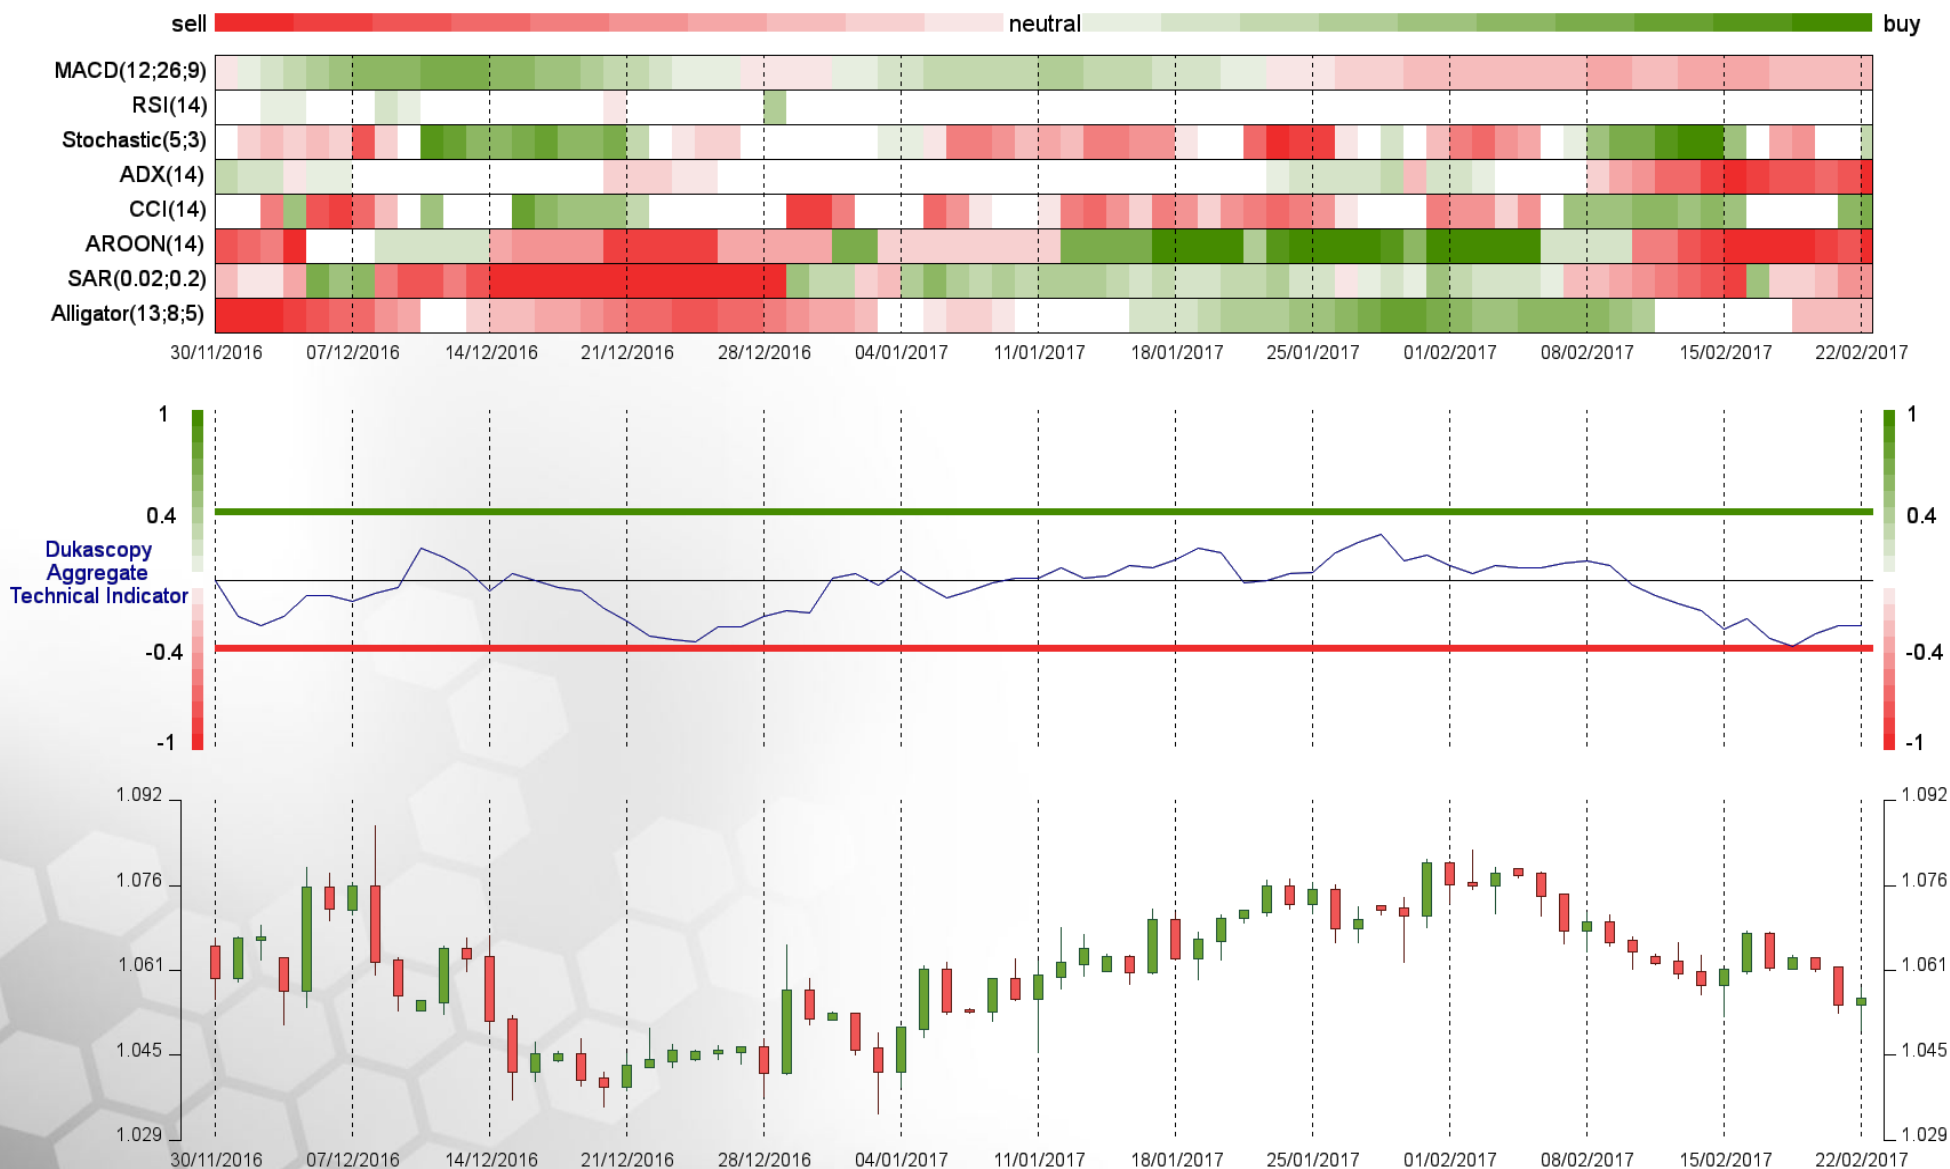 sell neutral buy
MACD(12;26;9)
RSI(14)
Stochastic(5;3)
ADX(14)
CCI(14)
AROON(14)
SAR(0.02;0.2)
Alligator(13;8;5)
30/11/2016 07/12/2016 14/12/2016 21/12/2016 28/12/2016 04/01/2017 11/01/2017 18/01/2017 25/01/2017 01/02/2017 08/02/2017 15/02/2017 22/02/2017
1 1
0.4 0.4
Dukascopy
Aggregate
Technical Indicator
-0.4 -0.4
-1 -1
1.092 1.092
1.076 1.076
1.061 1.061
1.045 1.045
1.029 1.029
30/11/2016 07/12/2016 14/12/2016 21/12/2016 28/12/2016 04/01/2017 11/01/2017 18/01/2017 25/01/2017 01/02/2017 08/02/2017 15/02/2017 22/02/2017